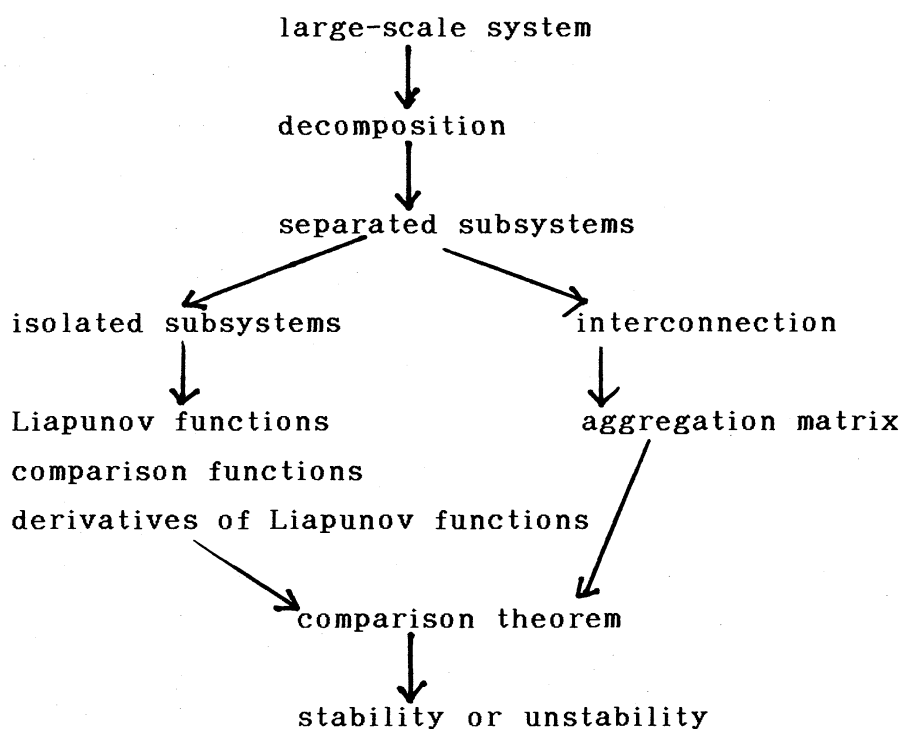 large-scale system
decomposition
separated subsystems
isolated subsystems
interconnection
Liapunov functions
aggregation matrix
comparison functions
derivatives of Liapunov functions
comparison theorem
stability or unstability